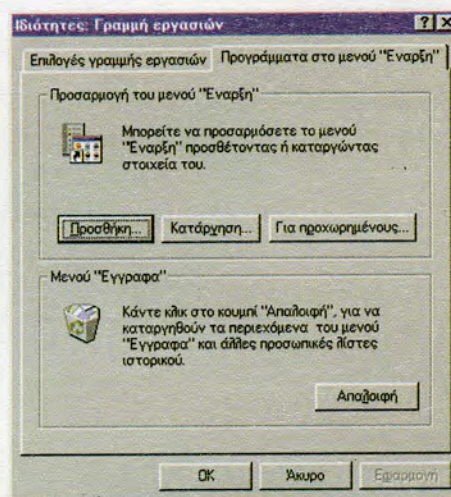 Ιδιότητες: Γραμμή εργασιών
Επιλογές γραμμής εργασιών Προγράμματα στο μενού "Έναρξη"
Προσαρμογή του μενού "Έναρξη"
Μπορείτε να προσαρμόσετε το μενού
"Έναρξη" προσθέτοντας ή καταργώντας
στοιχεία του.
Προσθήκη... Κατάργηση... Για προχωρημένους...
Μενού "Έγγραφα"
Κάντε κλικ στο κουμπί "Απαλοιφή", για να
καταργηθούν τα περιεχόμενα του μενού
"Έγγραφα" και άλλες προσωπικές λίστες
ιστορικού.
Απαλοιφή
OK Άκυρο Εφαρμογή